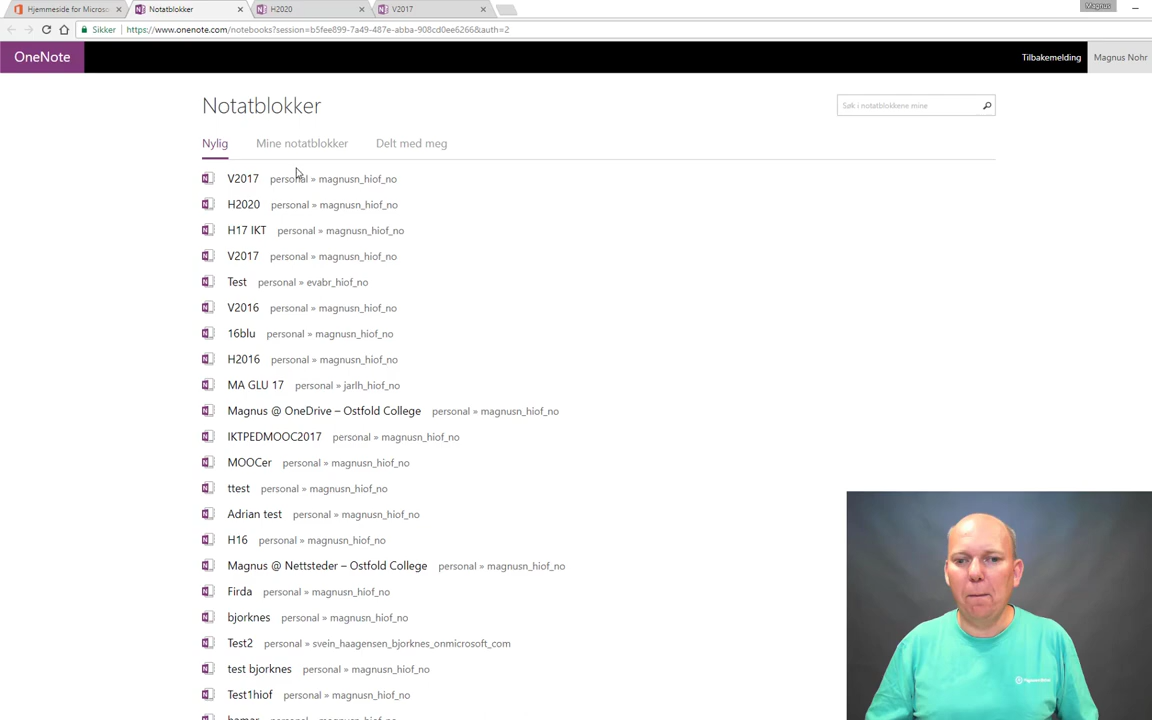 Hjemmeside for Micros
Notatblokker
H2020
V2017
Magnus
Sikker
https://www.onenote.com/notebooks?session=b5fee899-7a49-487e-abba-908cd0ee6266&auth=2
OneNote
Tilbakemelding
Magnus Nohr
Notatblokker
Søk i notatblokkene mine
Nylig
Mine notatblokker
Delt med meg
V2017 personal » magnusn_hiof_no
H2020 personal » magnusn_hiof_no
H17 IKT personal » magnusn_hiof_no
V2017 personal » magnusn_hiof_no
Test personal » evabr_hiof_no
V2016 personal » magnusn_hiof_no
16blu personal » magnusn_hiof_no
H2016 personal » magnusn_hiof_no
MA GLU 17 personal » jarlh_hiof_no
Magnus @ OneDrive – Ostfold College personal » magnusn_hiof_no
IKTPEDMOOC2017 personal » magnusn_hiof_no
MOOCer personal » magnusn_hiof_no
ttest personal » magnusn_hiof_no
Adrian test personal » magnusn_hiof_no
H16 personal » magnusn_hiof_no
Magnus @ Nettsteder – Ostfold College personal » magnusn_hiof_no
Firda personal » magnusn_hiof_no
bjorknes personal » magnusn_hiof_no
Test2 personal » svein_haagensen_bjorknes_onmicrosoft_com
test bjorknes personal » magnusn_hiof_no
Test1hiof personal » magnusn_hiof_no